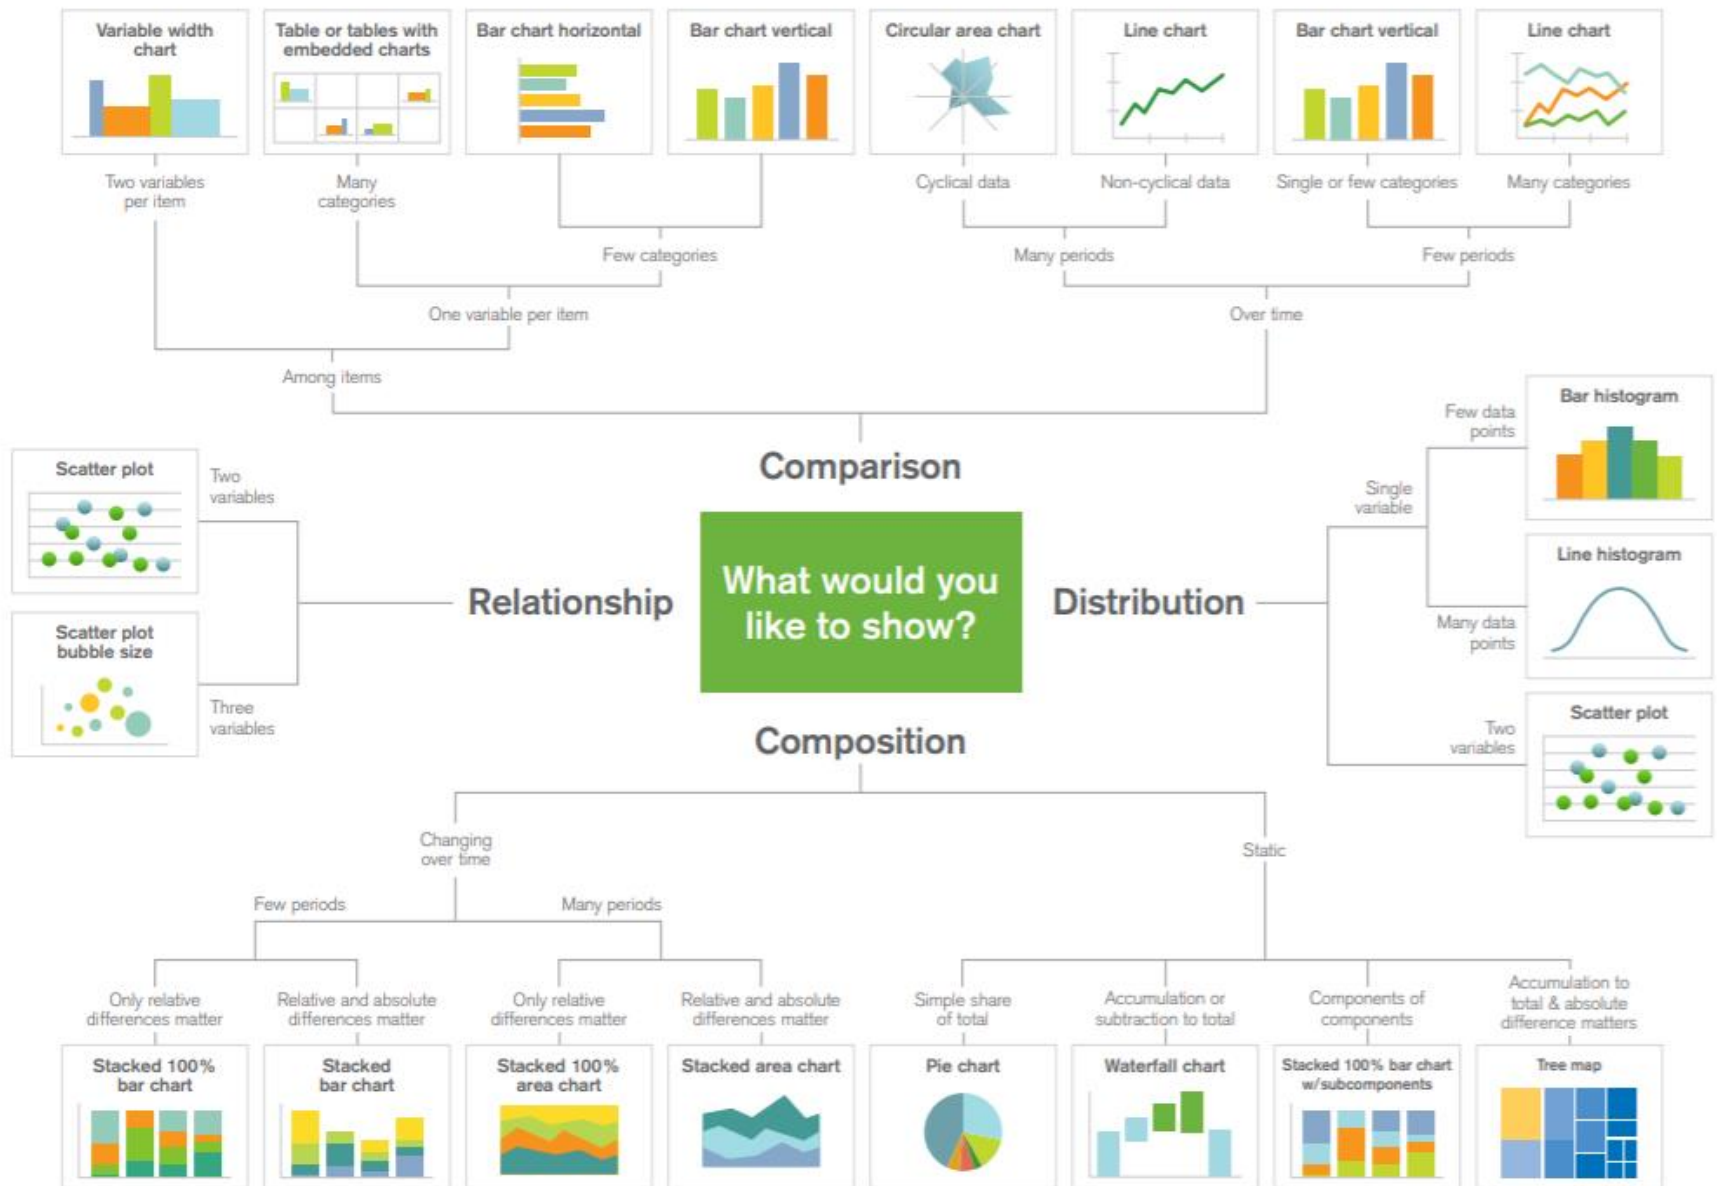 Variable width
chart
Table or tables with
embedded charts
Bar chart horizontal
Bar chart vertical
Circular area chart
Line chart
Bar chart vertical
Line chart
Two variables
per item
Many
categories
Cyclical data
Non-cyclical data
Single or few categories
Many categories
Few categories
Many periods
Few periods
One variable per item
Over time
Among items
Comparison
What would you
like to show?
Relationship
Scatter plot
Two
variables
Scatter plot
bubble size
Three
variables
Distribution
Single
variable
Few data
points
Bar histogram
Line histogram
Many data
points
Two
variables
Scatter plot
Composition
Changing
over time
Static
Few periods
Many periods
Only relative
differences matter
Relative and absolute
differences matter
Only relative
differences matter
Relative and absolute
differences matter
Simple share
of total
Accumulation or
subtraction to total
Components of
components
Accumulation to
total & absolute
difference matters
Stacked 100%
bar chart
Stacked
bar chart
Stacked 100%
area chart
Stacked area chart
Pie chart
Waterfall chart
Stacked 100% bar chart
w/subcomponents
Tree map